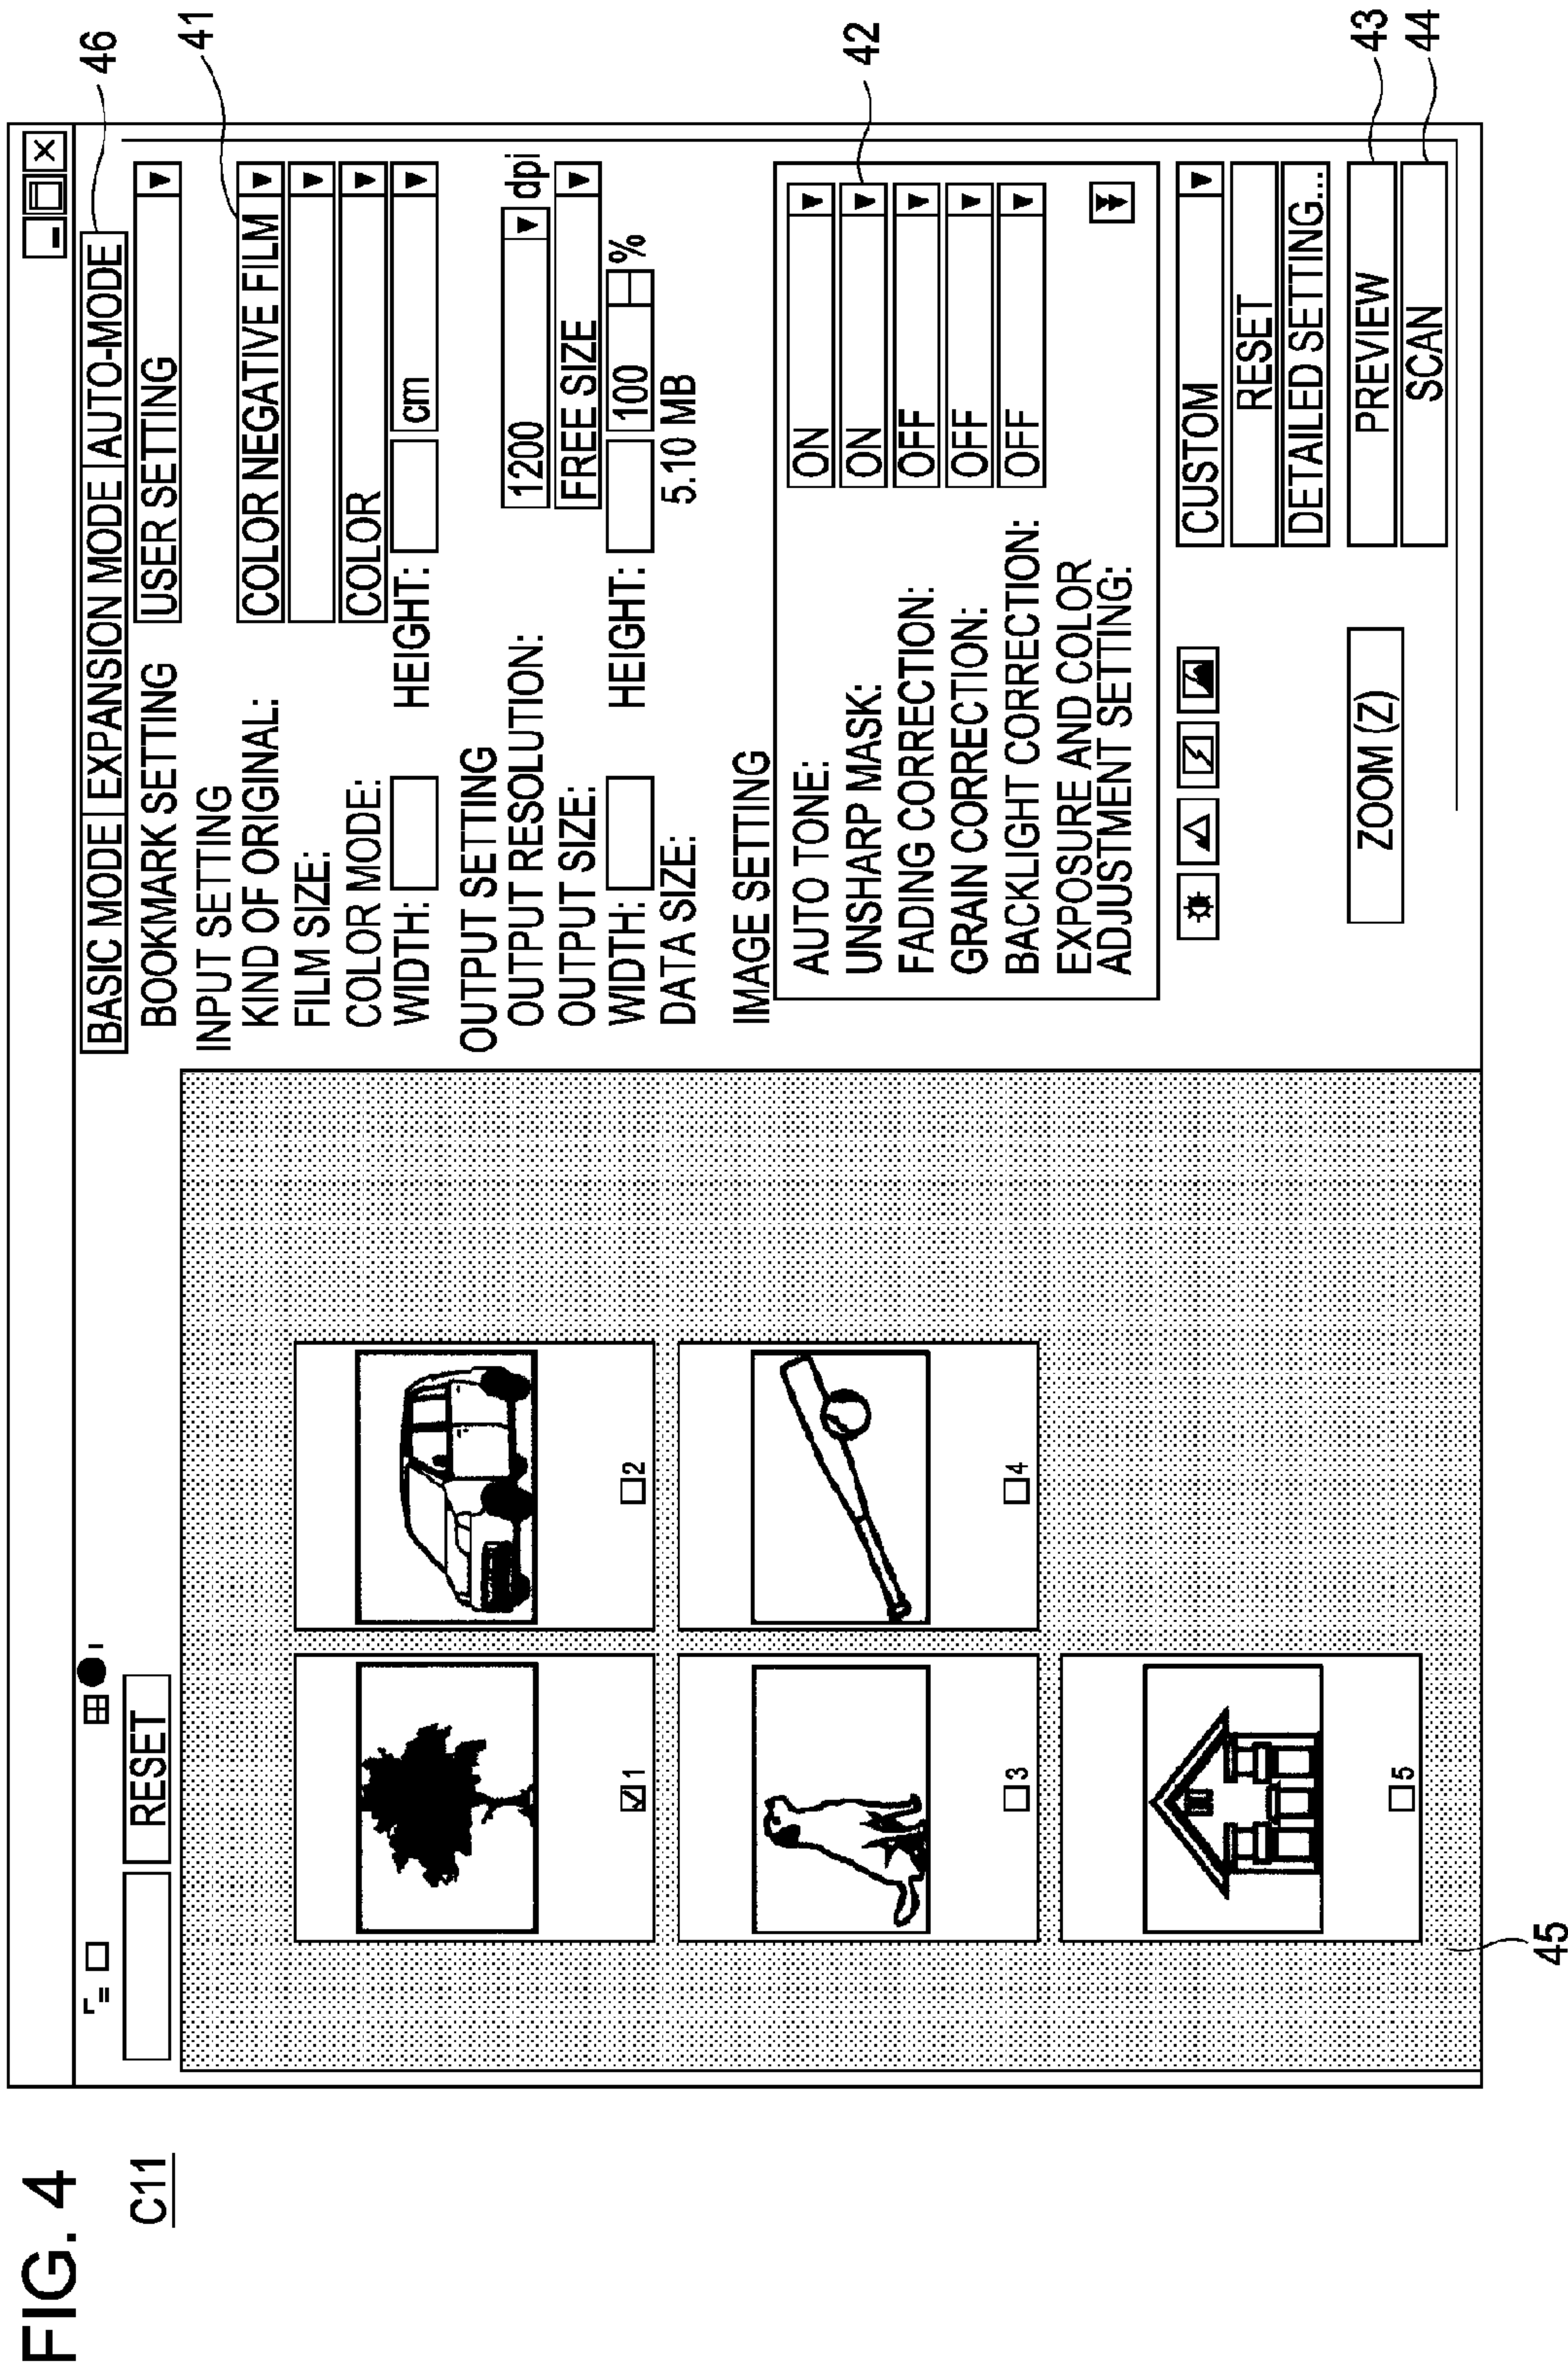 FIG. 4
C11
RESET
1
2
3
4
5
45
BASIC MODE EXPANSION MODE AUTO-MODE
46
BOOKMARK SETTING USER SETTING
INPUT SETTING
KIND OF ORIGINAL: COLOR NEGATIVE FILM
41
FILM SIZE:
COLOR MODE: COLOR
WIDTH: HEIGHT: cm
OUTPUT SETTING
OUTPUT RESOLUTION: 1200 dpi
OUTPUT SIZE: FREE SIZE
WIDTH: HEIGHT: 100 %
DATA SIZE: 5.10 MB
IMAGE SETTING
AUTO TONE: ON
UNSHARP MASK: ON
42
FADING CORRECTION: OFF
GRAIN CORRECTION: OFF
BACKLIGHT CORRECTION: OFF
EXPOSURE AND COLOR
ADJUSTMENT SETTING:
CUSTOM
RESET
DETAILED SETTING...
ZOOM (Z) PREVIEW
43
SCAN
44